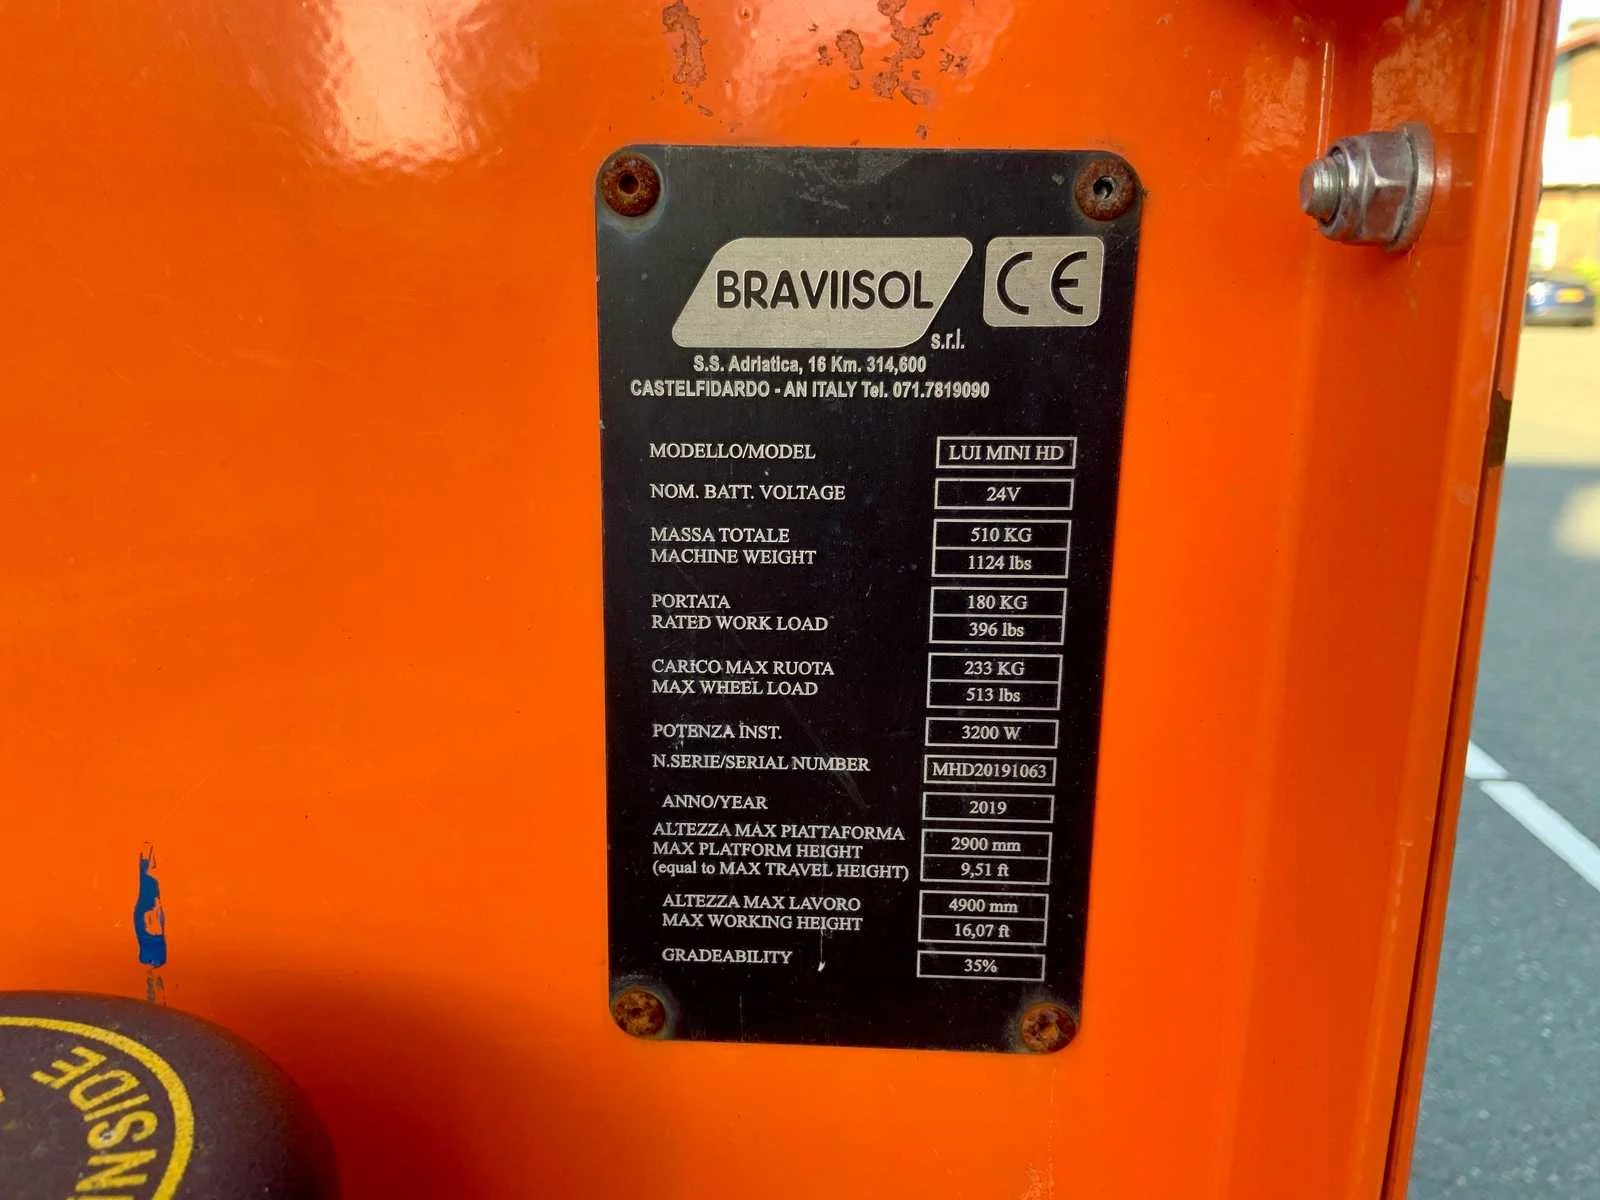 BRAVIISOL
CE
s.r.l.
S.S. Adriatica, 16 Km. 314,600
CASTELFIDARDO - AN ITALY Tel. 071.7819090
MODELLO/MODEL LUI MINI HD
NOM. BATT. VOLTAGE 24V
MASSA TOTALE 510 KG
MACHINE WEIGHT 1124 lbs
PORTATA 180 KG
RATED WORK LOAD 396 lbs
CARICO MAX RUOTA 233 KG
MAX WHEEL LOAD 513 lbs
POTENZA INST. 3200 W
N.SERIE/SERIAL NUMBER MHD20191063
ANNO/YEAR 2019
ALTEZZA MAX PIATTAFORMA 2900 mm
MAX PLATFORM HEIGHT
(equal to MAX TRAVEL HEIGHT) 9,51 ft
ALTEZZA MAX LAVORO 4900 mm
MAX WORKING HEIGHT 16,07 ft
GRADEABILITY 35%